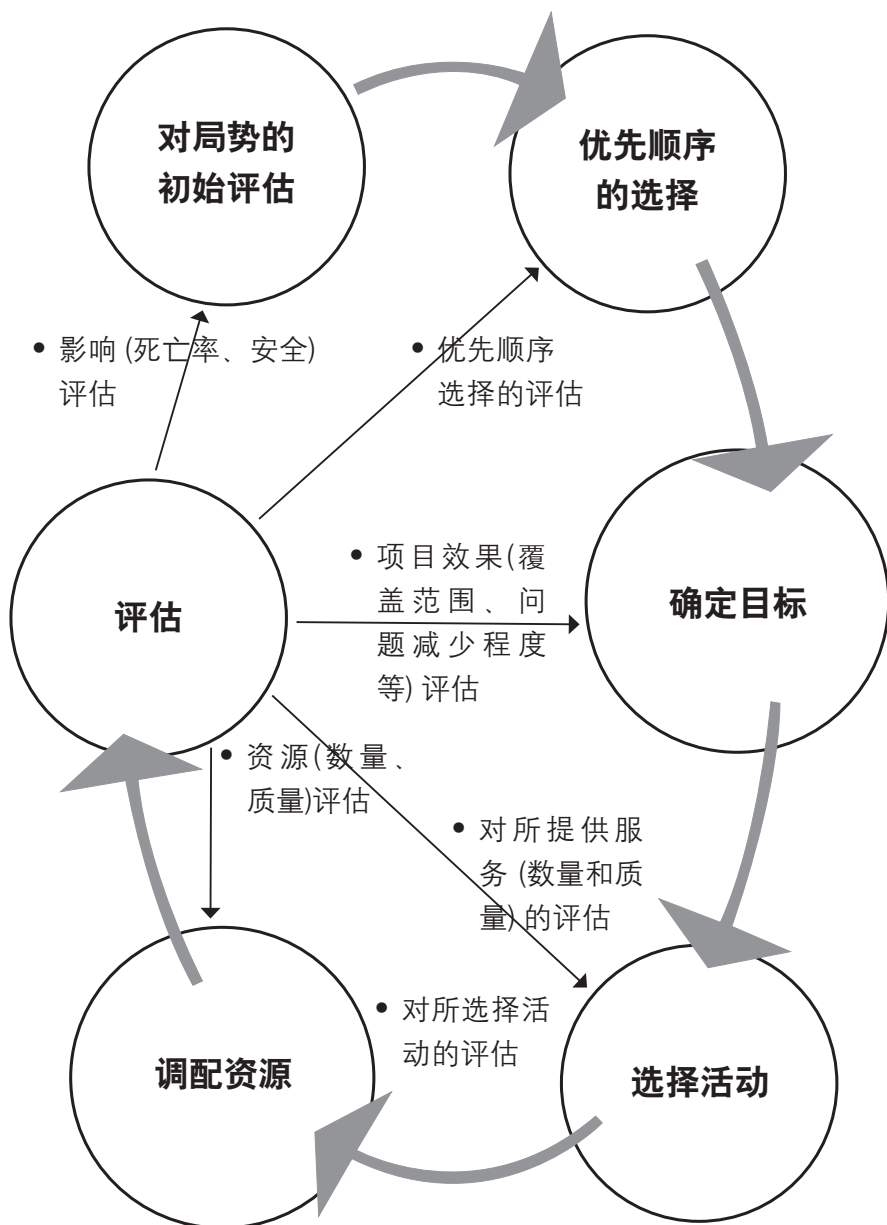 对局势的
初始评估
优先顺序
的选择
• 影响 (死亡率、安全)
评估
• 优先顺序
选择的评估
评估
• 项目效果(覆
盖范围、问
题减少程度
等) 评估
确定目标
• 资源(数量、
质量)评估
• 对所提供服
务 (数量和质
量) 的评估
• 对所选择活
动的评估
调配资源
选择活动